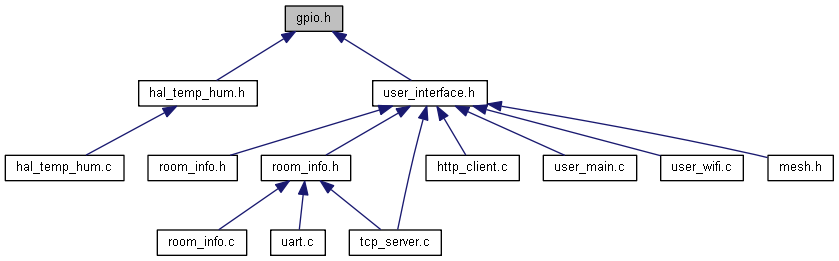 gpio.h
hal_temp_hum.h
user_interface.h
hal_temp_hum.c
room_info.h
room_info.h
http_client.c
user_main.c
user_wifi.c
mesh.h
room_info.c
uart.c
tcp_server.c